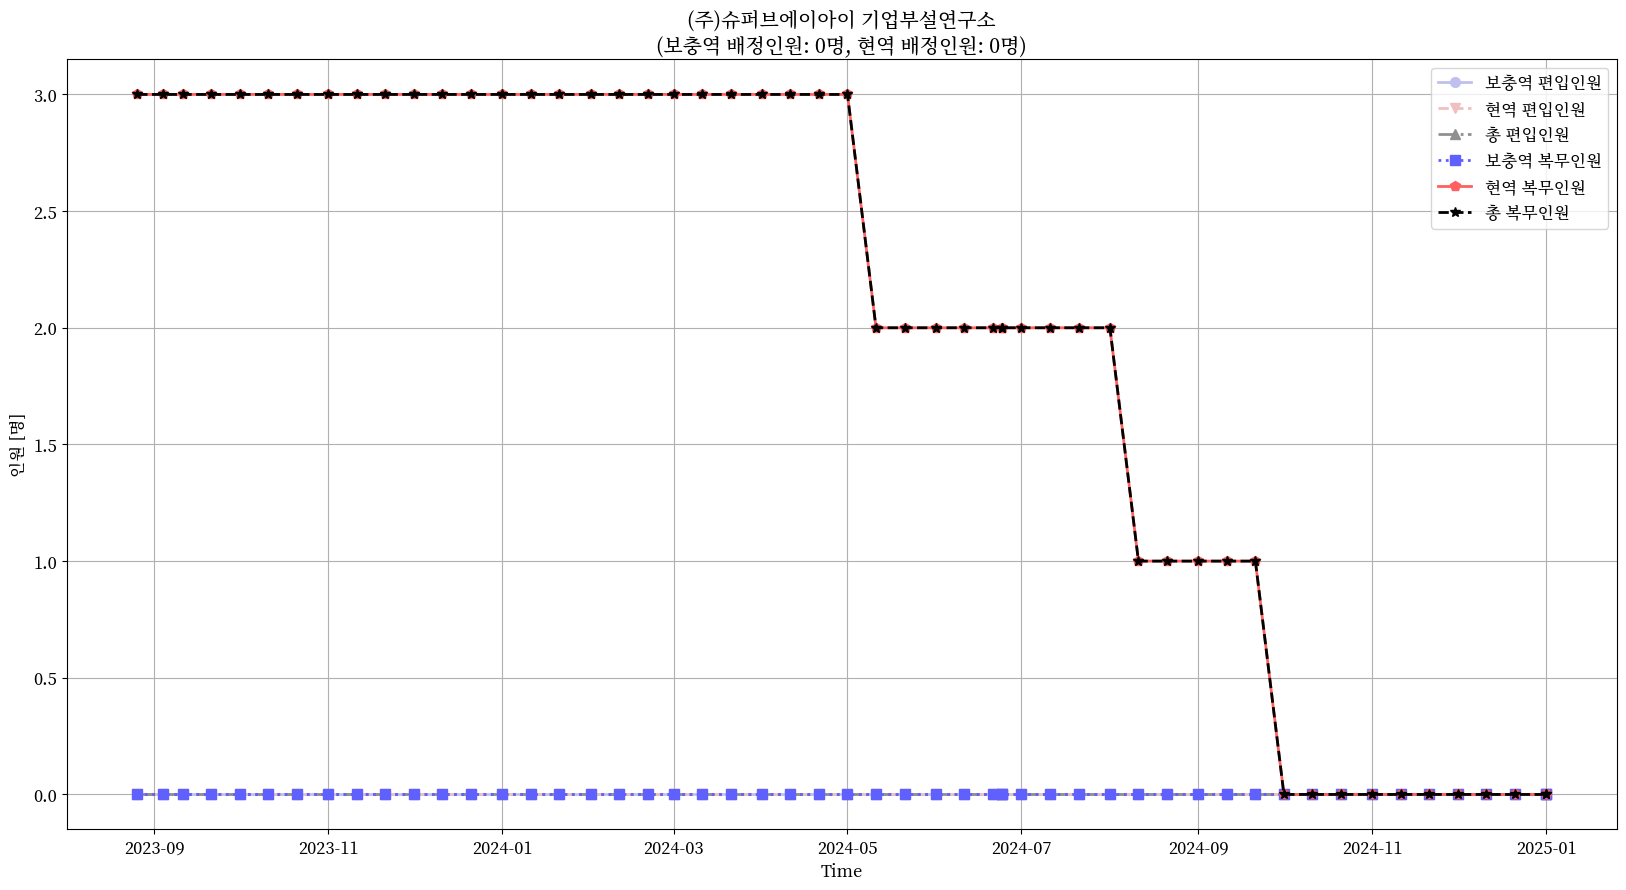 (주)슈퍼브에이아이 기업부설연구소
(보충역 배정인원: 0명, 현역 배정인원: 0명)
보충역 편입인원
현역 편입인원
총 편입인원
보충역 복무인원
현역 복무인원
총 복무인원
인원 [명]
3.0
2.5
2.0
1.5
1.0
0.5
0.0
2023-09
2023-11
2024-01
2024-03
2024-05
2024-07
2024-09
2024-11
2025-01
Time